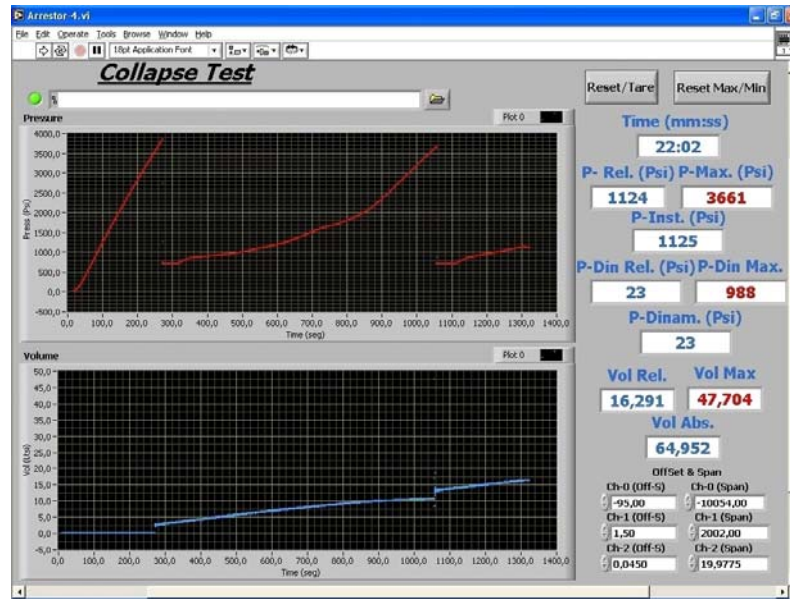 Arrestor-4.vi
File Edit Operate Tools Browse Window Help
18pt Application Font
Collapse Test
%
Pressure Plot 0
4000,0
3500,0
3000,0
2500,0
2000,0
1500,0
1000,0
500,0
0,0
-500,0
Press (Psi)
0,0 100,0 200,0 300,0 400,0 500,0 600,0 700,0 800,0 900,0 1000,0 1100,0 1200,0 1300,0 1400,0
Time (seg)
Volume Plot 0
50,0
45,0
40,0
35,0
30,0
25,0
20,0
15,0
10,0
5,0
0,0
-5,0
0,0 100,0 200,0 300,0 400,0 500,0 600,0 700,0 800,0 900,0 1000,0 1100,0 1200,0 1300,0 1400,0
Time (seg)
Reset/Tare Reset Max/Min
Time (mm:ss)
22:02
P- Rel. (Psi) P-Max. (Psi)
1124 3661
P-Inst. (Psi)
1125
P-Din Rel. (Psi) P-Din Max.
23 988
P-Dinam. (Psi)
23
Vol Rel. Vol Max
16,291 47,704
Vol Abs.
64,952
OffSet & Span
Ch-0 (Off-S) Ch-0 (Span)
-95,00 -10054,00
Ch-1 (Off-S) Ch-1 (Span)
1,50 2002,00
Ch-2 (Off-S) Ch-2 (Span)
0,0450 19,9775